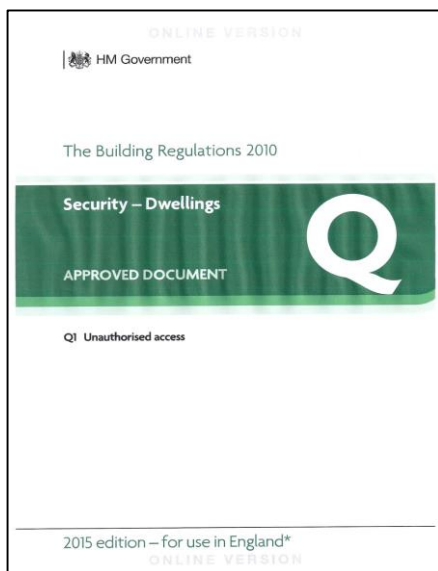 ONLINE VERSION
HM Government
The Building Regulations 2010
Security – Dwellings
Q
APPROVED DOCUMENT
Q1 Unauthorised access
2015 edition – for use in England*
ONLINE VERSION